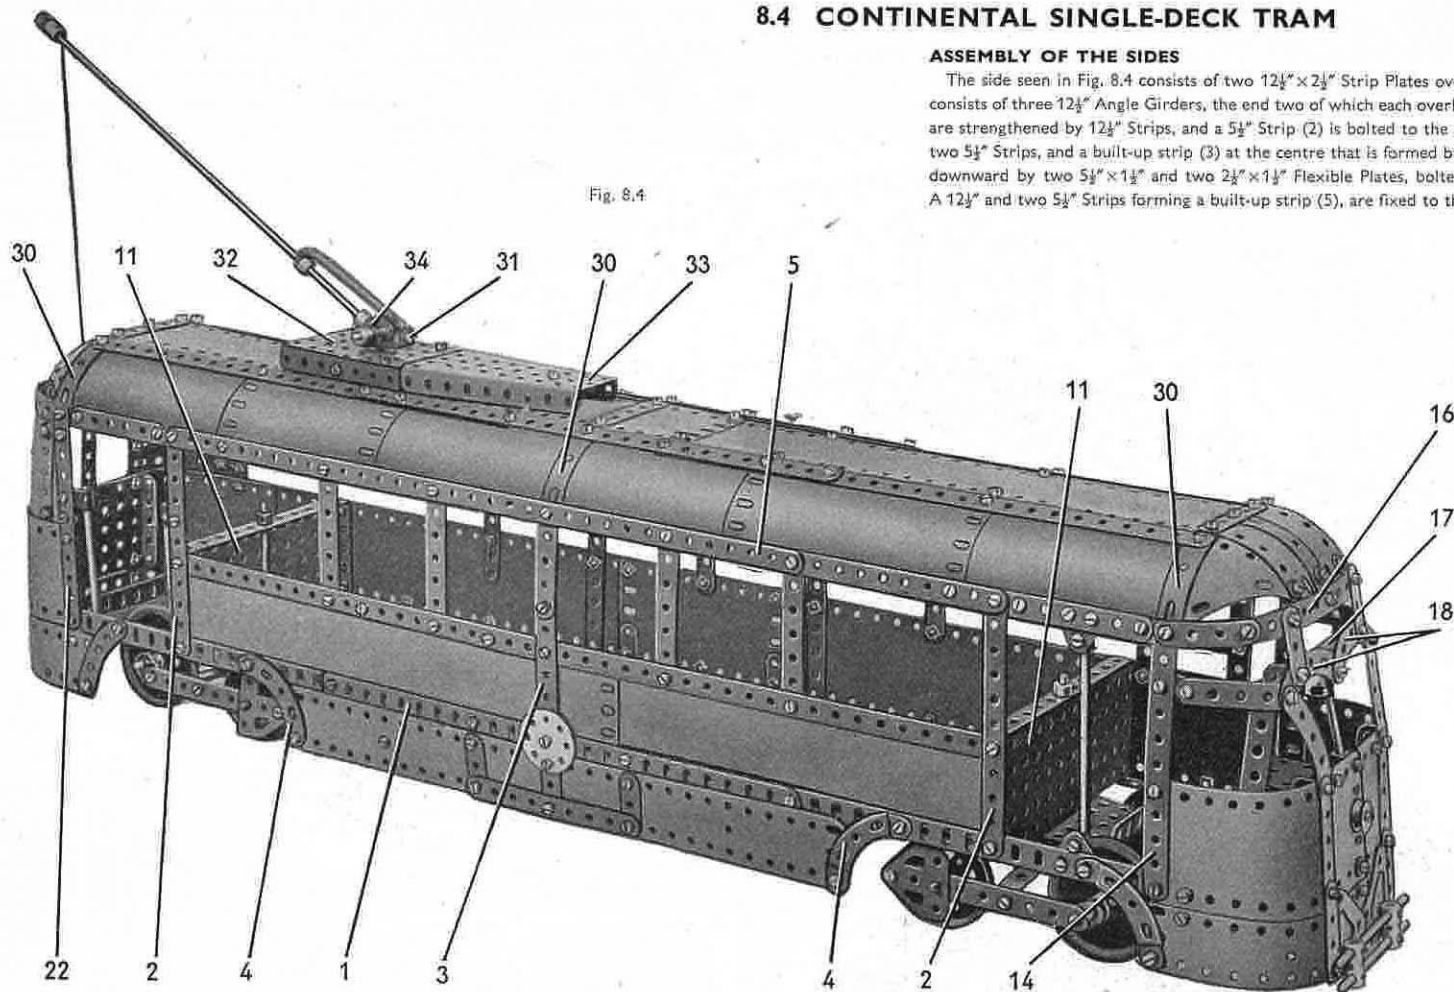 8.4 CONTINENTAL SINGLE-DECK TRAM
ASSEMBLY OF THE SIDES
The side seen in Fig. 8.4 consists of two 12½″ × 2½″ Strip Plates ov
consists of three 12½″ Angle Girders, the end two of which each overl
are strengthened by 12½″ Strips, and a 5½″ Strip (2) is bolted to the
two 5½″ Strips, and a built-up strip (3) at the centre that is formed b
downward by two 5½″ × 1½″ and two 2½″ × 1½″ Flexible Plates, bolte
A 12½″ and two 5½″ Strips forming a built-up strip (5), are fixed to t
Fig. 8.4
30 11 32 34 31 30 33 5
11 30 16
17
18
22 2 4 1 3 4 2 14